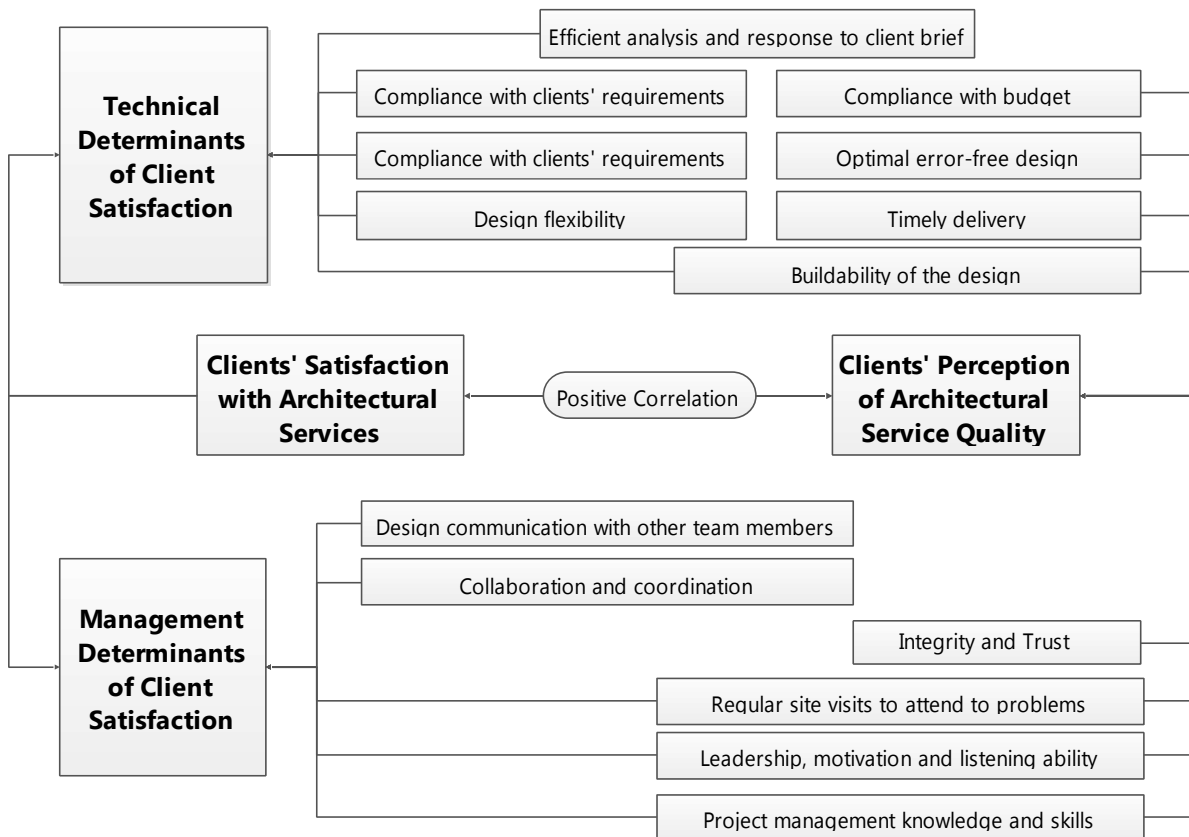 Efficient analysis and response to client brief
Technical
Determinants
of Client
Satisfaction
Compliance with clients' requirements
Compliance with budget
Compliance with clients' requirements
Optimal error-free design
Design flexibility
Timely delivery
Buildability of the design
Clients' Satisfaction
with Architectural
Services
Positive Correlation
Clients' Perception
of Architectural
Service Quality
Design communication with other team members
Collaboration and coordination
Management
Determinants
of Client
Satisfaction
Integrity and Trust
Regular site visits to attend to problems
Leadership, motivation and listening ability
Project management knowledge and skills